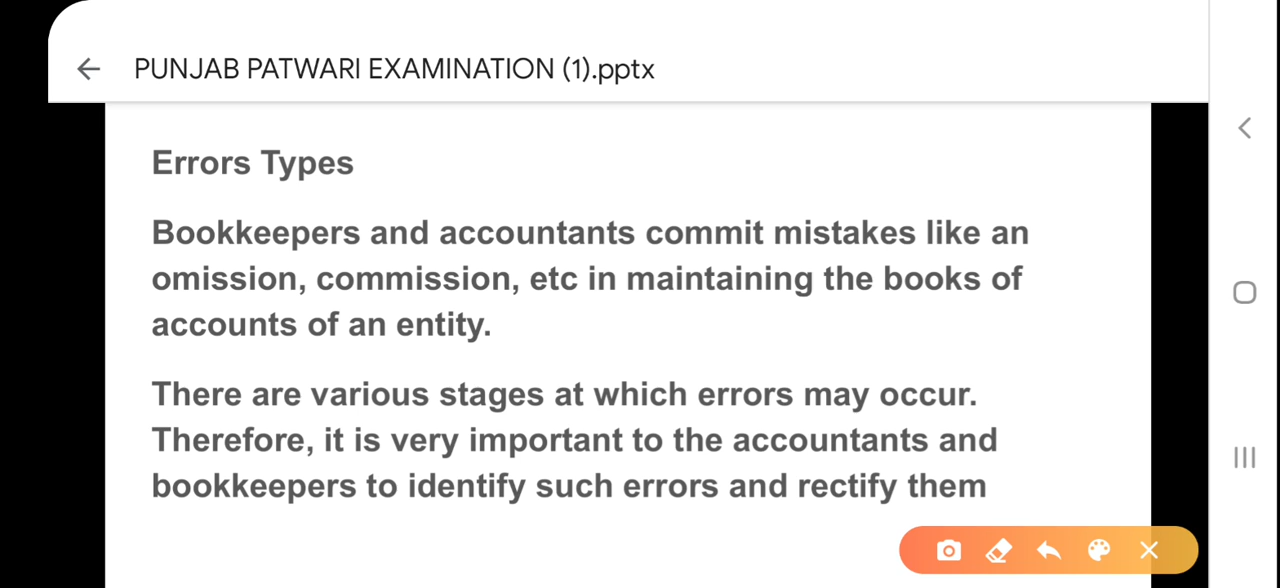 PUNJAB PATWARI EXAMINATION (1).pptx
Errors Types
Bookkeepers and accountants commit mistakes like an
omission, commission, etc in maintaining the books of
accounts of an entity.
There are various stages at which errors may occur.
Therefore, it is very important to the accountants and
bookkeepers to identify such errors and rectify them